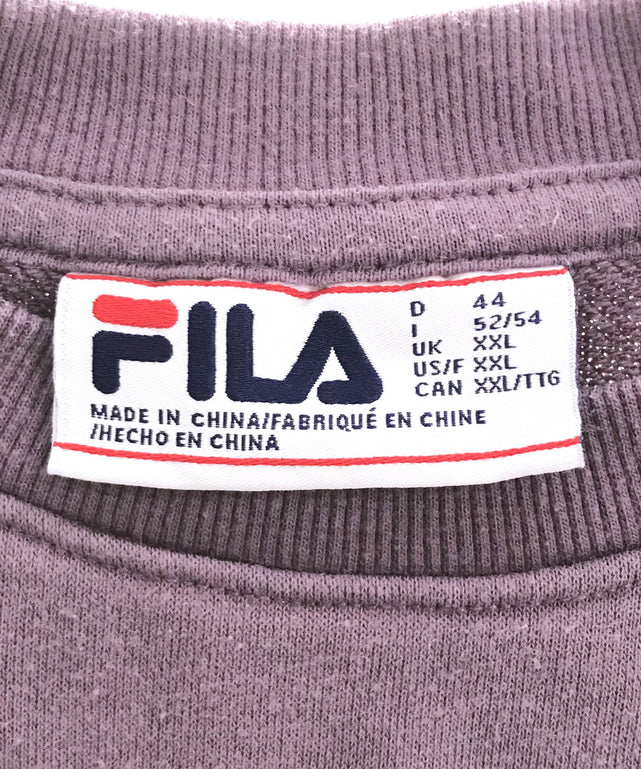 FILA
D 44
I 52/54
UK XXL
US/F XXL
CAN XXL/TTG
MADE IN CHINA/FABRIQUÉ EN CHINE
/HECHO EN CHINA